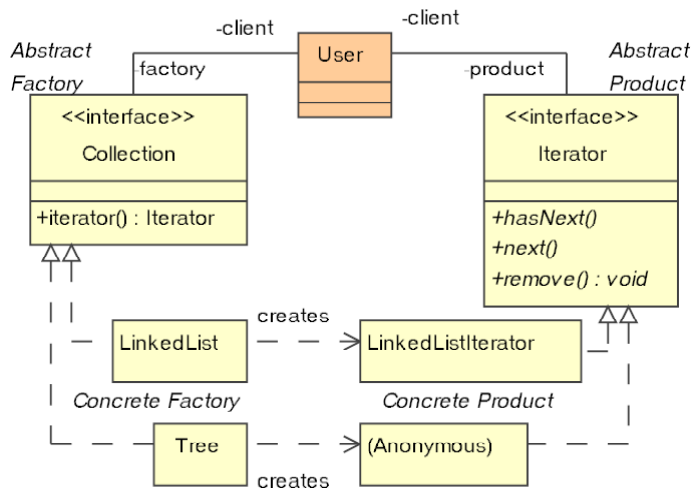 -client
-client
Abstract
Factory
User
Abstract
Product
-factory
-product
<<interface>>
Collection
<<interface>>
Iterator
+iterator() : Iterator
+hasNext()
+next()
+remove() : void
creates
LinkedList
LinkedListIterator
Concrete Factory
Concrete Product
Tree
(Anonymous)
creates